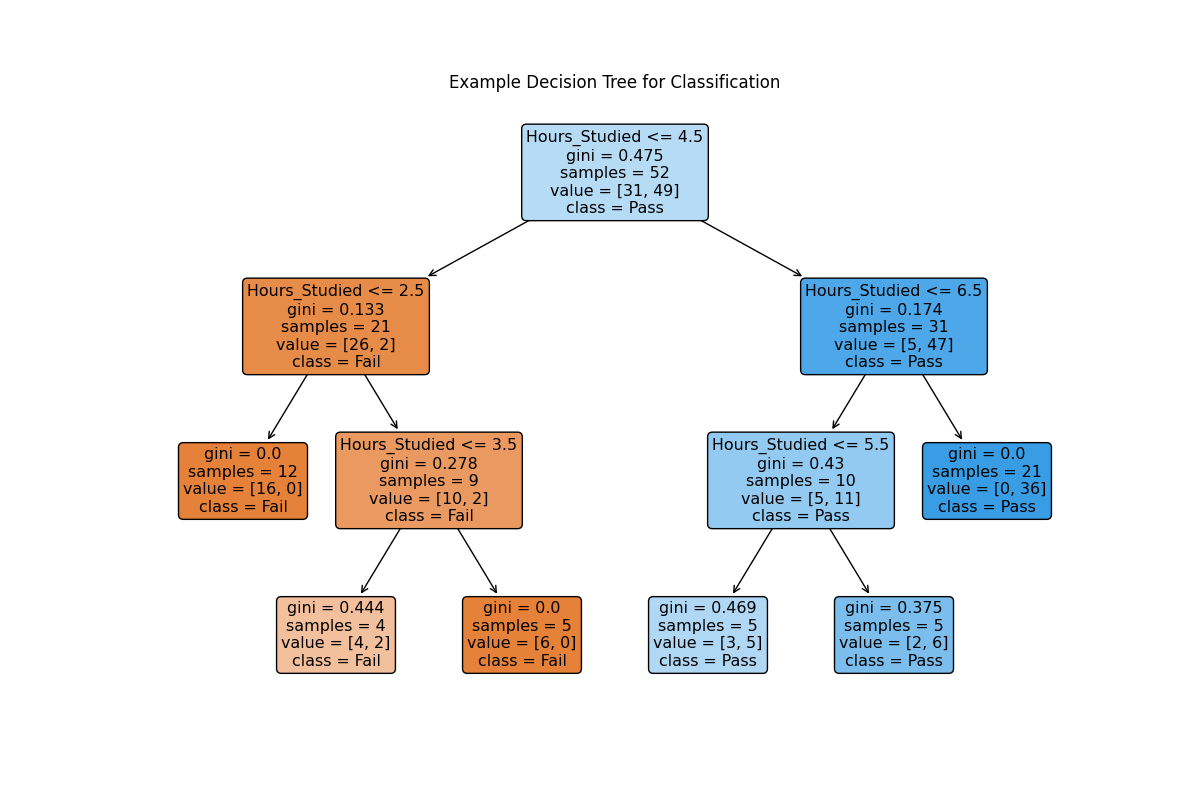 Example Decision Tree for Classification
Hours_Studied <= 4.5
gini = 0.475
samples = 52
value = [31, 49]
class = Pass
Hours_Studied <= 2.5
gini = 0.133
samples = 21
value = [26, 2]
class = Fail
Hours_Studied <= 6.5
gini = 0.174
samples = 31
value = [5, 47]
class = Pass
gini = 0.0
samples = 12
value = [16, 0]
class = Fail
Hours_Studied <= 3.5
gini = 0.278
samples = 9
value = [10, 2]
class = Fail
Hours_Studied <= 5.5
gini = 0.43
samples = 10
value = [5, 11]
class = Pass
gini = 0.0
samples = 21
value = [0, 36]
class = Pass
gini = 0.444
samples = 4
value = [4, 2]
class = Fail
gini = 0.0
samples = 5
value = [6, 0]
class = Fail
gini = 0.469
samples = 5
value = [3, 5]
class = Pass
gini = 0.375
samples = 5
value = [2, 6]
class = Pass